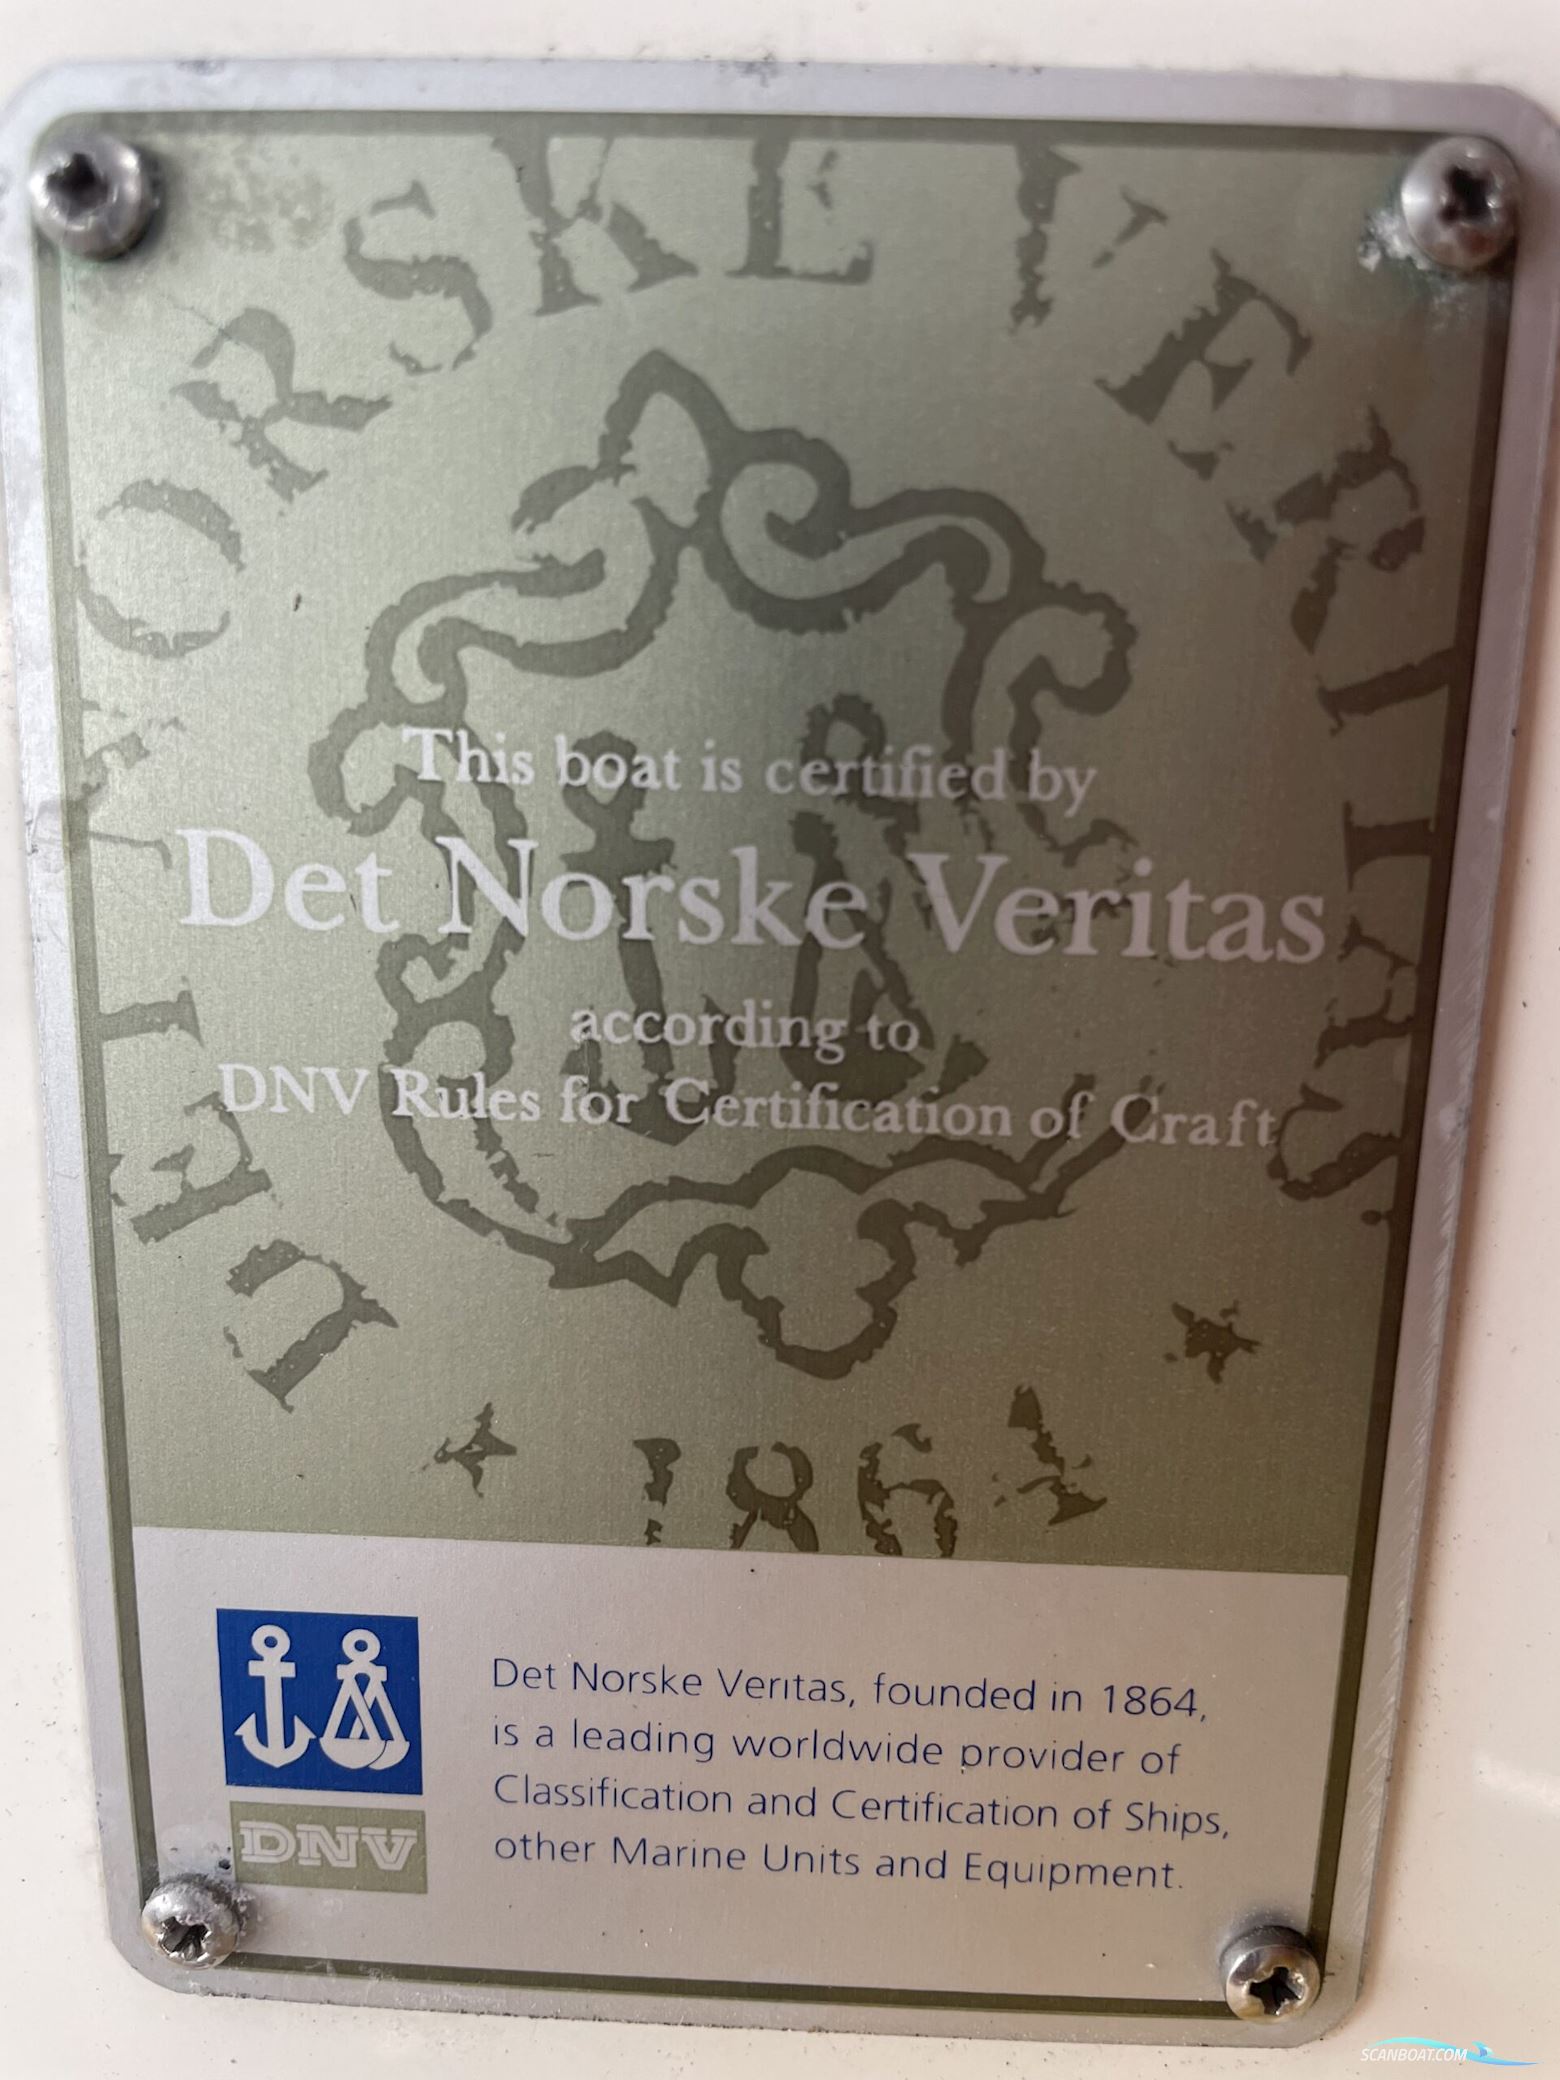 DET NORSKE VERITAS
This boat is certified by
Det Norske Veritas
according to
DNV Rules for Certification of Craft
1864
DNV
Det Norske Veritas, founded in 1864,
is a leading worldwide provider of
Classification and Certification of Ships,
other Marine Units and Equipment.
SCANBOAT.COM